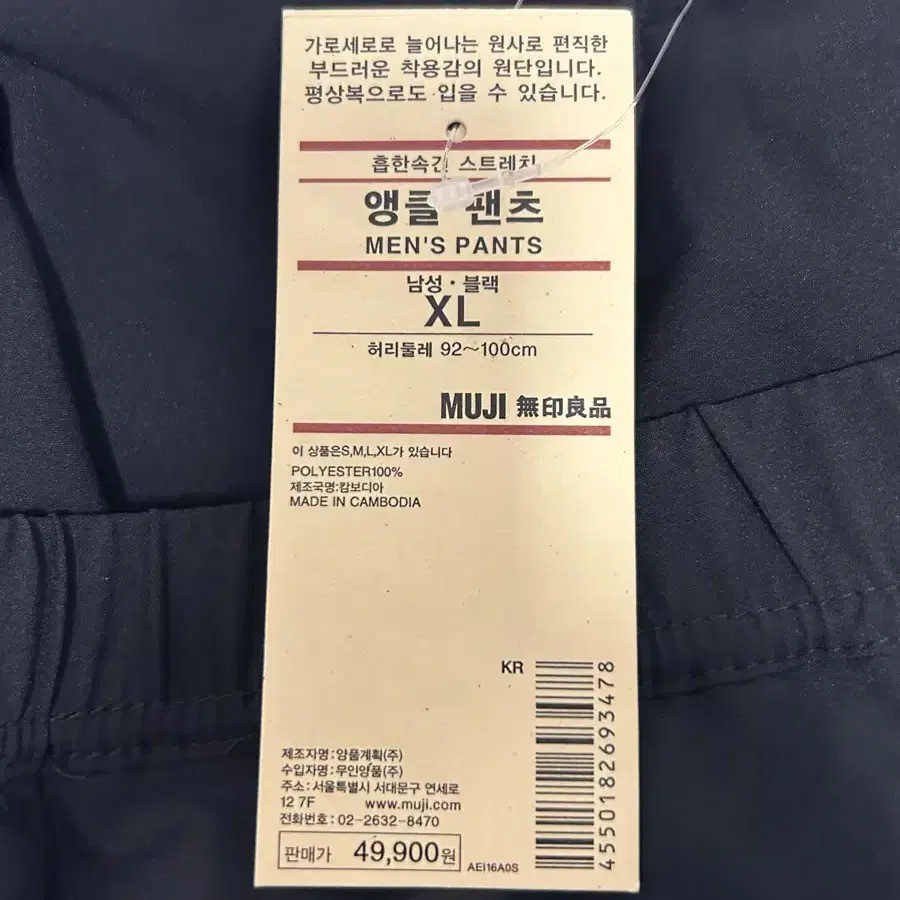 가로세로로 늘어나는 원사로 편직한
부드러운 착용감의 원단입니다.
평상복으로도 입을 수 있습니다.
흡한속건 스트레치
앵클 팬츠
MEN'S PANTS
남성・블랙
XL
허리둘레 92～100cm
MUJI 無印良品
이 상품은S,M,L,XL가 있습니다
POLYESTER100%
제조국명:캄보디아
MADE IN CAMBODIA
KR
4550182693478
제조자명:양품계획(주)
수입자명:무인양품(주)
주소:서울특별시 서대문구 연세로
12 7F www.muji.com
전화번호: 02-2632-8470
판매가 49,900원
AEI16A0S